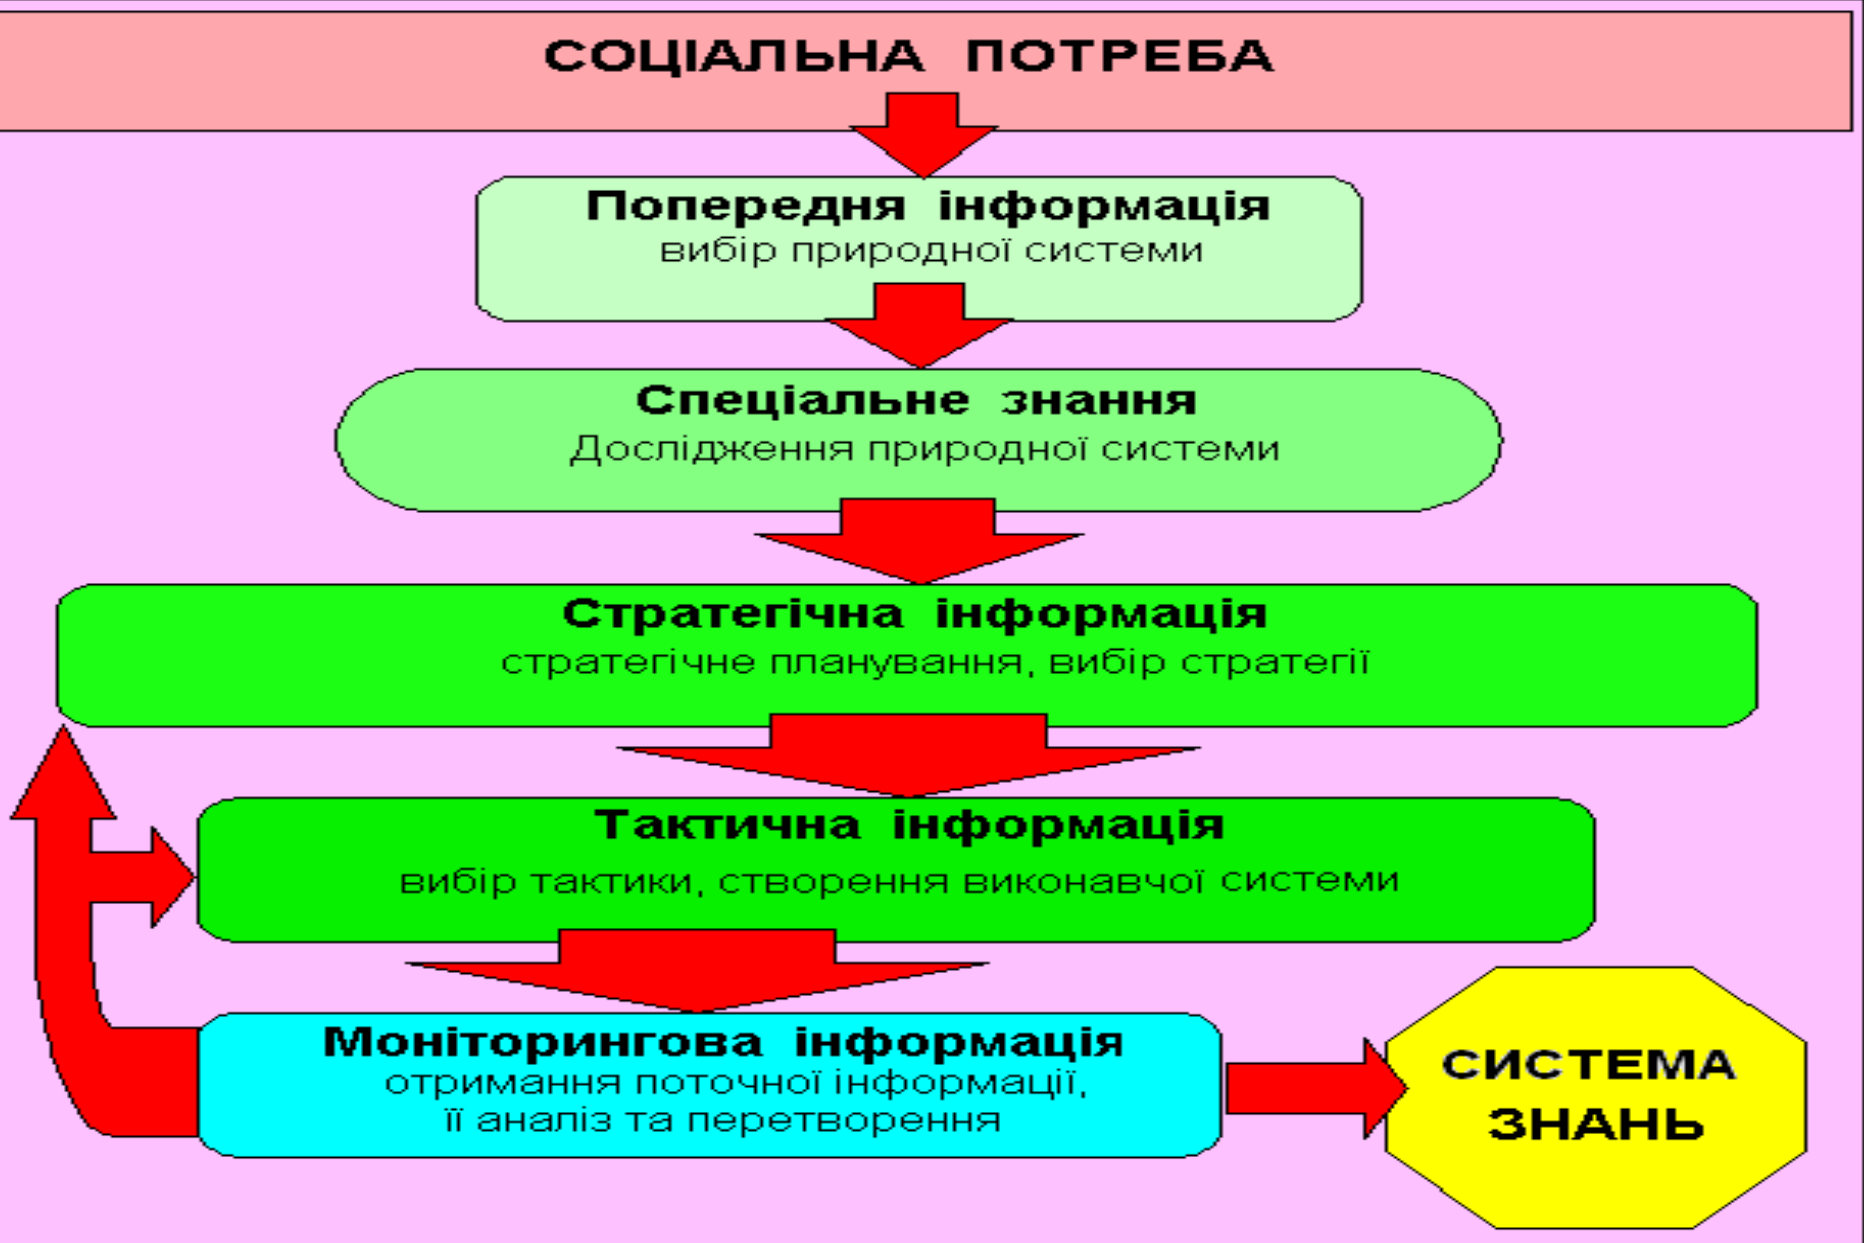 СОЦІАЛЬНА ПОТРЕБА
Попередня інформація
вибір природної системи
Спеціальне знання
Дослідження природної системи
Стратегічна інформація
стратегічне планування, вибір стратегії
Тактична інформація
вибір тактики, створення виконавчої системи
Моніторингова інформація
отримання поточної інформації,
її аналіз та перетворення
СИСТЕМА
ЗНАНЬ